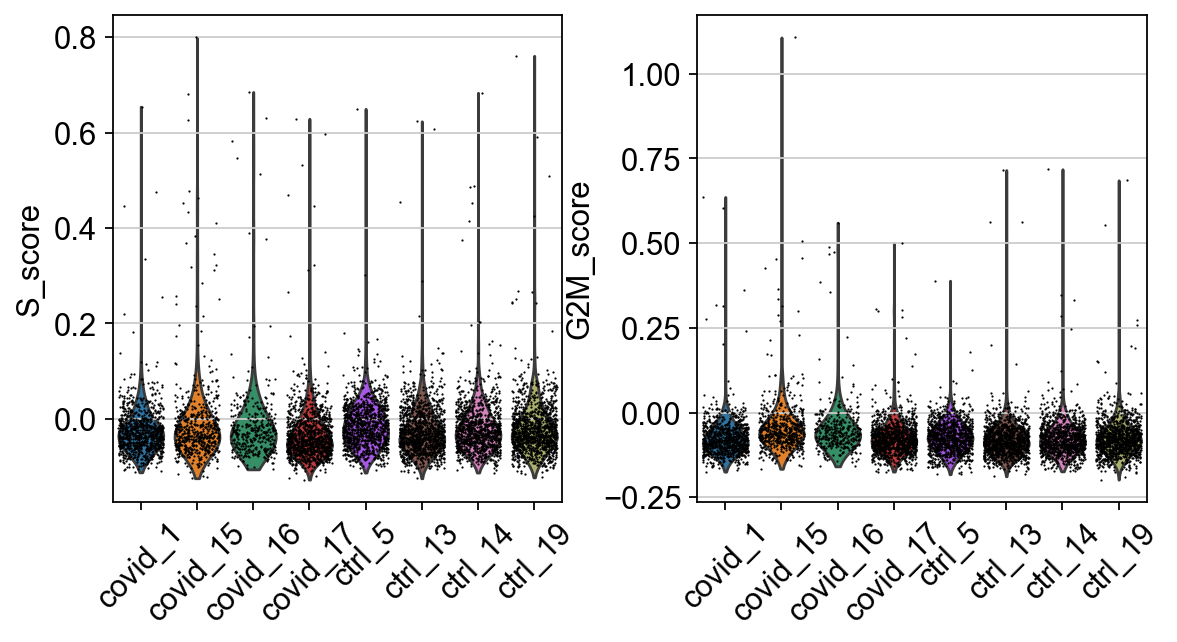 S_score
0.8
0.6
0.4
0.2
0.0
covid_1
covid_15
covid_16
covid_17
ctrl_5
ctrl_13
ctrl_14
ctrl_19
G2M_score
1.00
0.75
0.50
0.25
0.00
−0.25
covid_1
covid_15
covid_16
covid_17
ctrl_5
ctrl_13
ctrl_14
ctrl_19